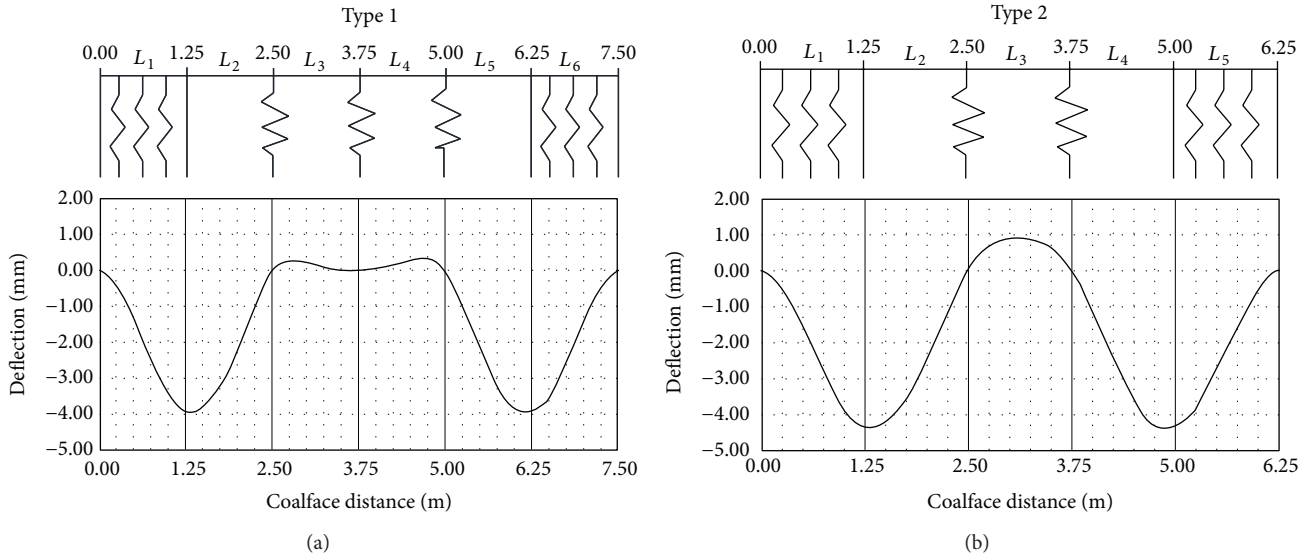 Type 1
0.00 L1 1.25 L2 2.50 L3 3.75 L4 5.00 L5 6.25 L6 7.50
2.00
1.00
0.00
−1.00
−2.00
−3.00
−4.00
−5.00
Deflection (mm)
0.00 1.25 2.50 3.75 5.00 6.25 7.50
Coalface distance (m)
(a)
Type 2
0.00 L1 1.25 L2 2.50 L3 3.75 L4 5.00 L5 6.25
2.00
1.00
0.00
−1.00
−2.00
−3.00
−4.00
−5.00
Deflection (mm)
0.00 1.25 2.50 3.75 5.00 6.25
Coalface distance (m)
(b)